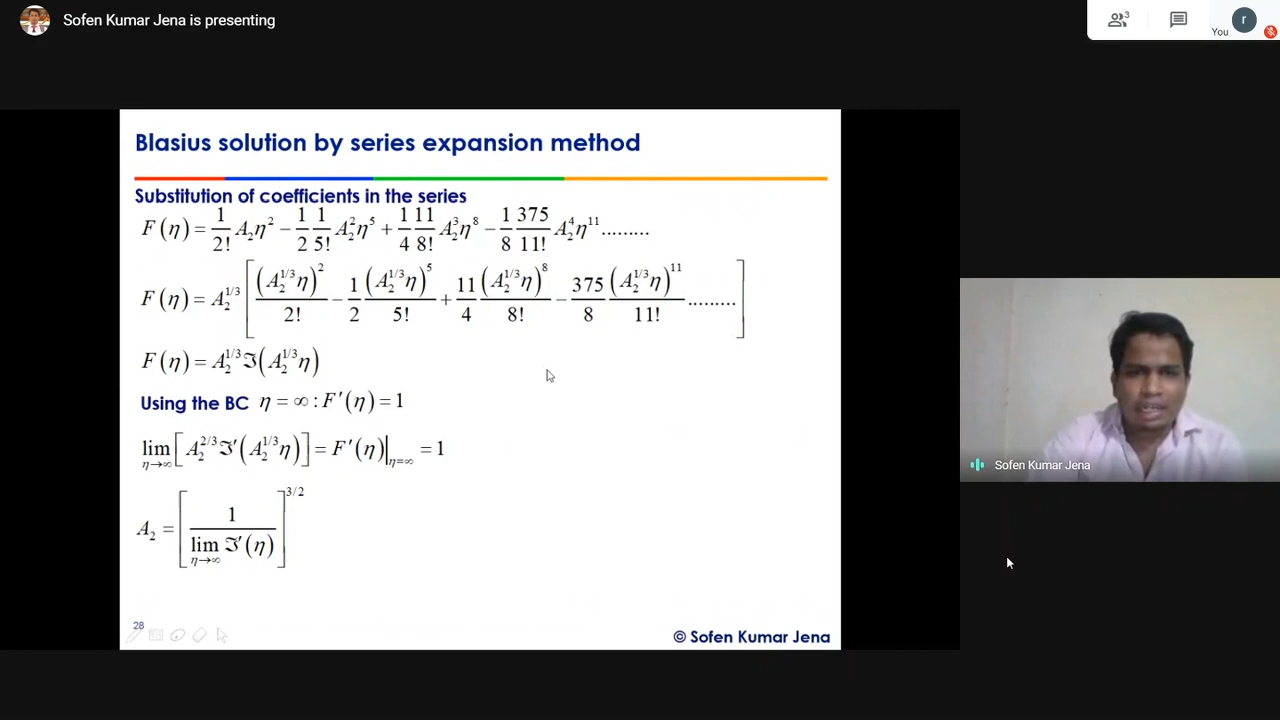 Sofen Kumar Jena is presenting
3
You
r
Blasius solution by series expansion method
Substitution of coefficients in the series
F(η) = 1/2! A₂η² − 1/2 1/5! A₂²η⁵ + 1/4 11/8! A₂³η⁸ − 1/8 375/11! A₂⁴η¹¹.........
F(η) = A₂^{1/3} [ (A₂^{1/3}η)²/2! − 1/2 (A₂^{1/3}η)⁵/5! + 11/4 (A₂^{1/3}η)⁸/8! − 375/8 (A₂^{1/3}η)¹¹/11! ......... ]
F(η) = A₂^{1/3} ℑ(A₂^{1/3}η)
Using the BC η = ∞ : F′(η) = 1
lim_{η→∞} [ A₂^{2/3} ℑ′(A₂^{1/3}η) ] = F′(η)|_{η=∞} = 1
A₂ = [ 1 / lim_{η→∞} ℑ′(η) ]^{3/2}
Sofen Kumar Jena
28
© Sofen Kumar Jena